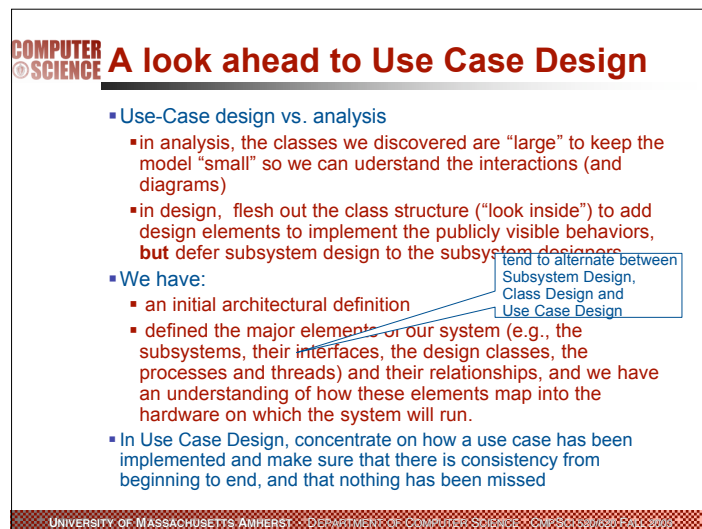 COMPUTER
SCIENCE
A look ahead to Use Case Design
▪ Use-Case design vs. analysis
▪ in analysis, the classes we discovered are “large” to keep the
model “small” so we can uderstand the interactions (and
diagrams)
▪ in design, flesh out the class structure (“look inside”) to add
design elements to implement the publicly visible behaviors,
but defer subsystem design to the subsystem designers
tend to alternate between
Subsystem Design,
Class Design and
Use Case Design
▪ We have:
▪ an initial architectural definition
▪ defined the major elements of our system (e.g., the
subsystems, their interfaces, the design classes, the
processes and threads) and their relationships, and we have
an understanding of how these elements map into the
hardware on which the system will run.
▪ In Use Case Design, concentrate on how a use case has been
implemented and make sure that there is consistency from
beginning to end, and that nothing has been missed
UNIVERSITY OF MASSACHUSETTS AMHERST · DEPARTMENT OF COMPUTER SCIENCE · CMPSCI 520/620 FALL 2009